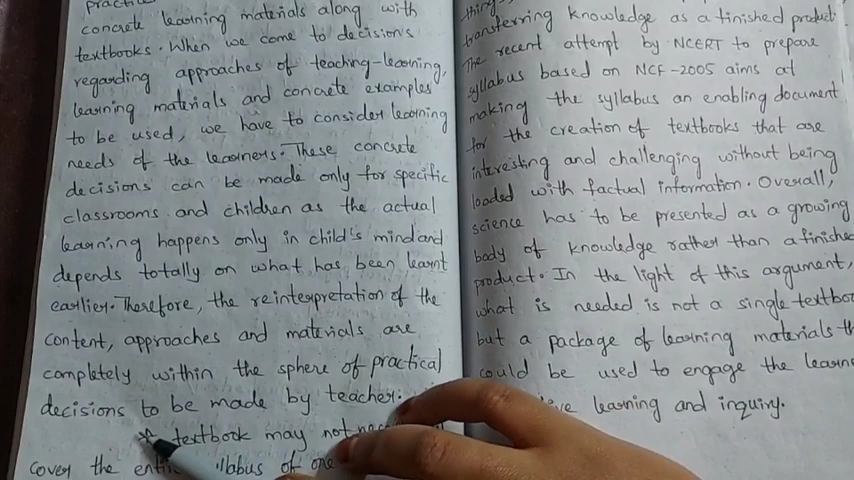 practic
concrete learning materials along with
textbooks. When we come to decisions
regarding approaches of teaching-learning,
learning materials and concrete examples
to be used, we have to consider learning
needs of the learners. These concrete
decisions can be made only for specific
classrooms and children as the actual
learning happens only in child's mind and
depends totally on what has been learnt
earlier. Therefore, the reinterpretation of the
content, approaches and materials are
completely within the sphere of practical
decisions to be made by teacher.
* textbook may not
cover the of one
thing
transferring knowledge as a finished product.
The recent attempt by NCERT to prepare
syllabus based on NCF-2005 aims at
making the syllabus an enabling document
for the creation of textbooks that are
interesting and challenging without being
loaded with factual information. Overall,
science has to be presented as a growing
body of knowledge rather than a finished
product. In the light of this argument,
what is needed is not a single textboo
but a package of learning materials th
could be used to engage the learne
learning and inquiry.